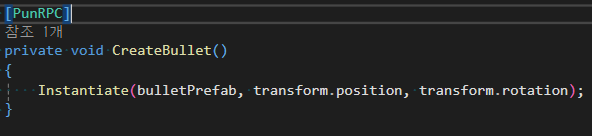 [PunRPC]
참조 1개
private void CreateBullet()
{
Instantiate(bulletPrefab, transform.position, transform.rotation);
}